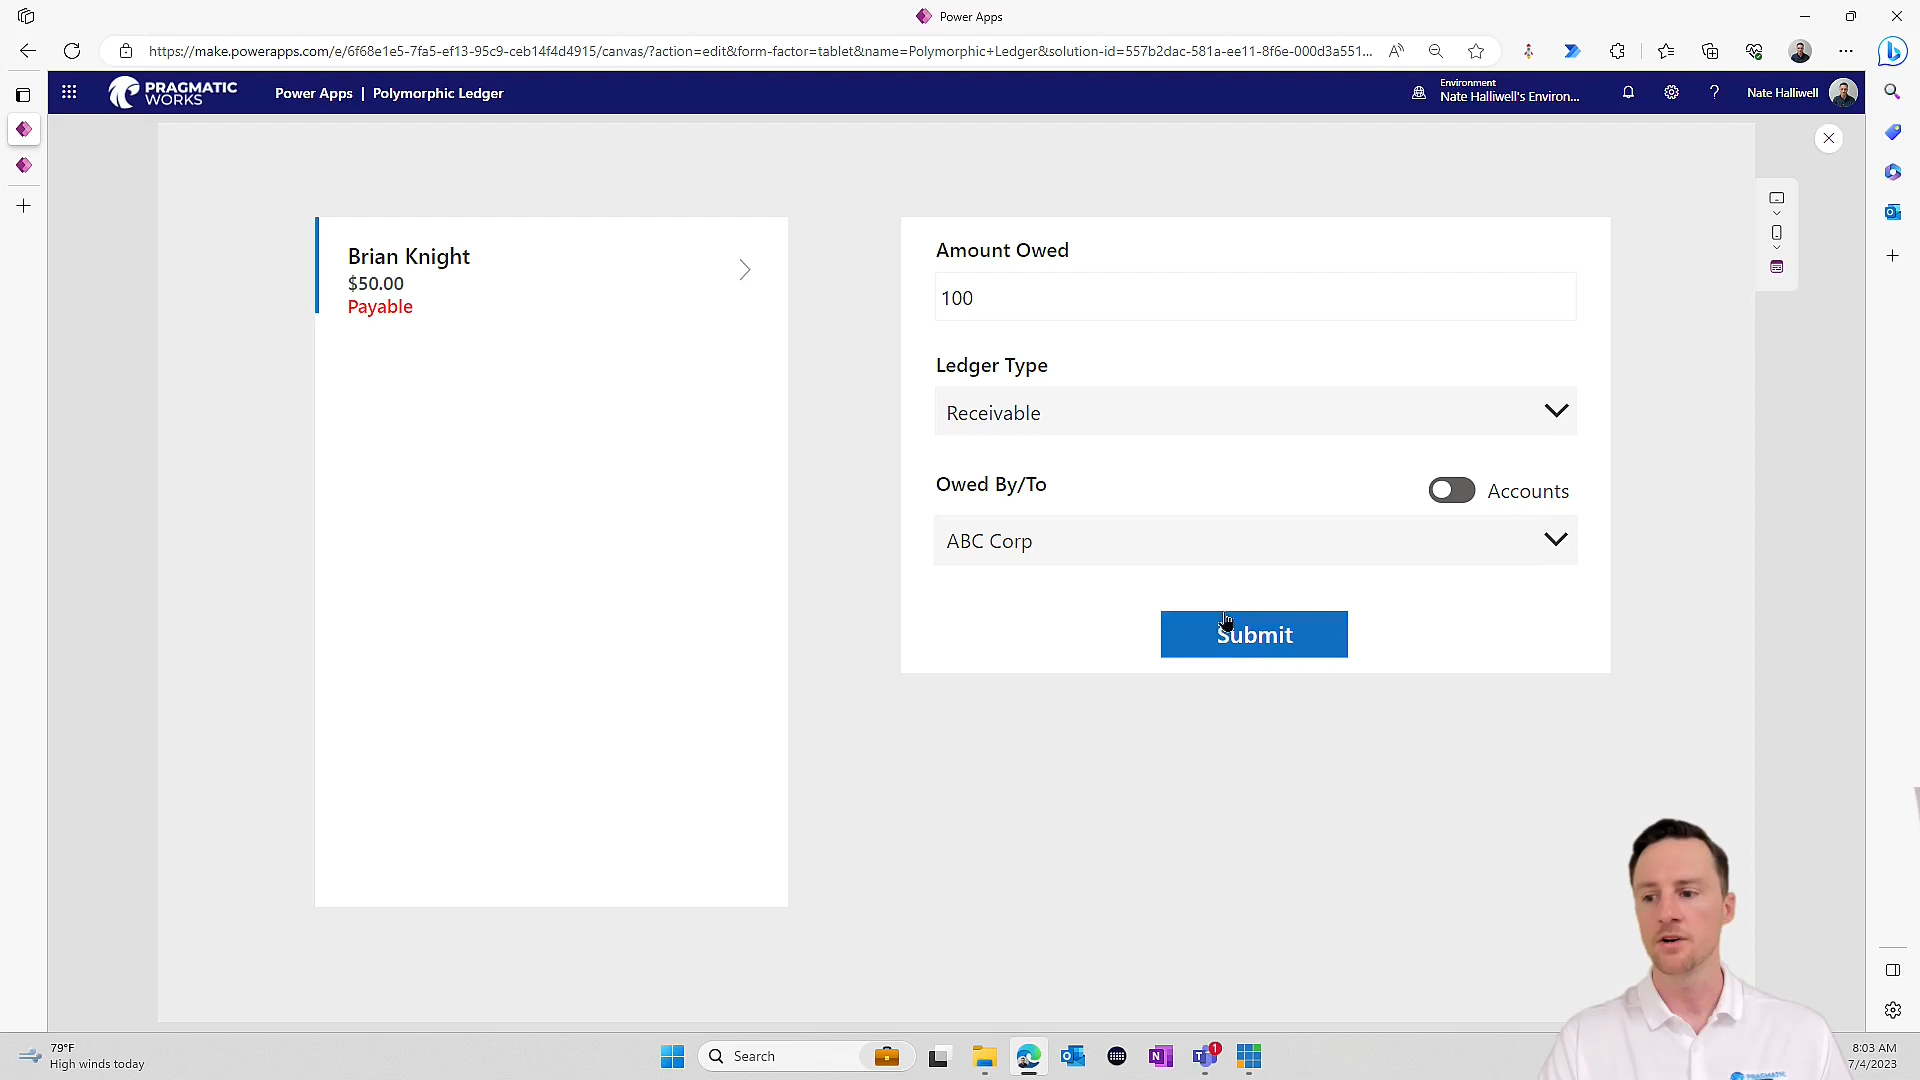 Power Apps
https://make.powerapps.com/e/6f68e1e5-7fa5-ef13-95c9-ceb14f4d4915/canvas/?action=edit&form-factor=tablet&name=Polymorphic+Ledger&solution-id=557b2dac-581a-ee11-8f6e-000d3a551...
PRAGMATIC
WORKS
Power Apps | Polymorphic Ledger
Environment
Nate Halliwell's Environ...
Nate Halliwell
Brian Knight
$50.00
Payable
Amount Owed
100
Ledger Type
Receivable
Owed By/To
Accounts
ABC Corp
Submit
PRAGMATIC
79°F
High winds today
Search
1
8:03 AM
7/4/2023